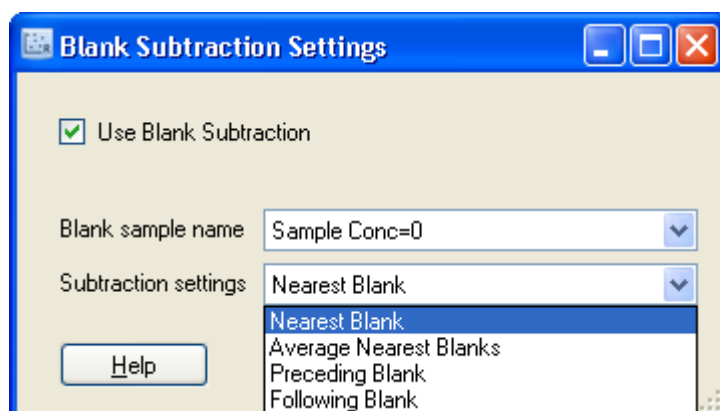 Blank Subtraction Settings
Use Blank Subtraction
Blank sample name Sample Conc=0
Subtraction settings Nearest Blank
Nearest Blank
Average Nearest Blanks
Preceding Blank
Following Blank
Help